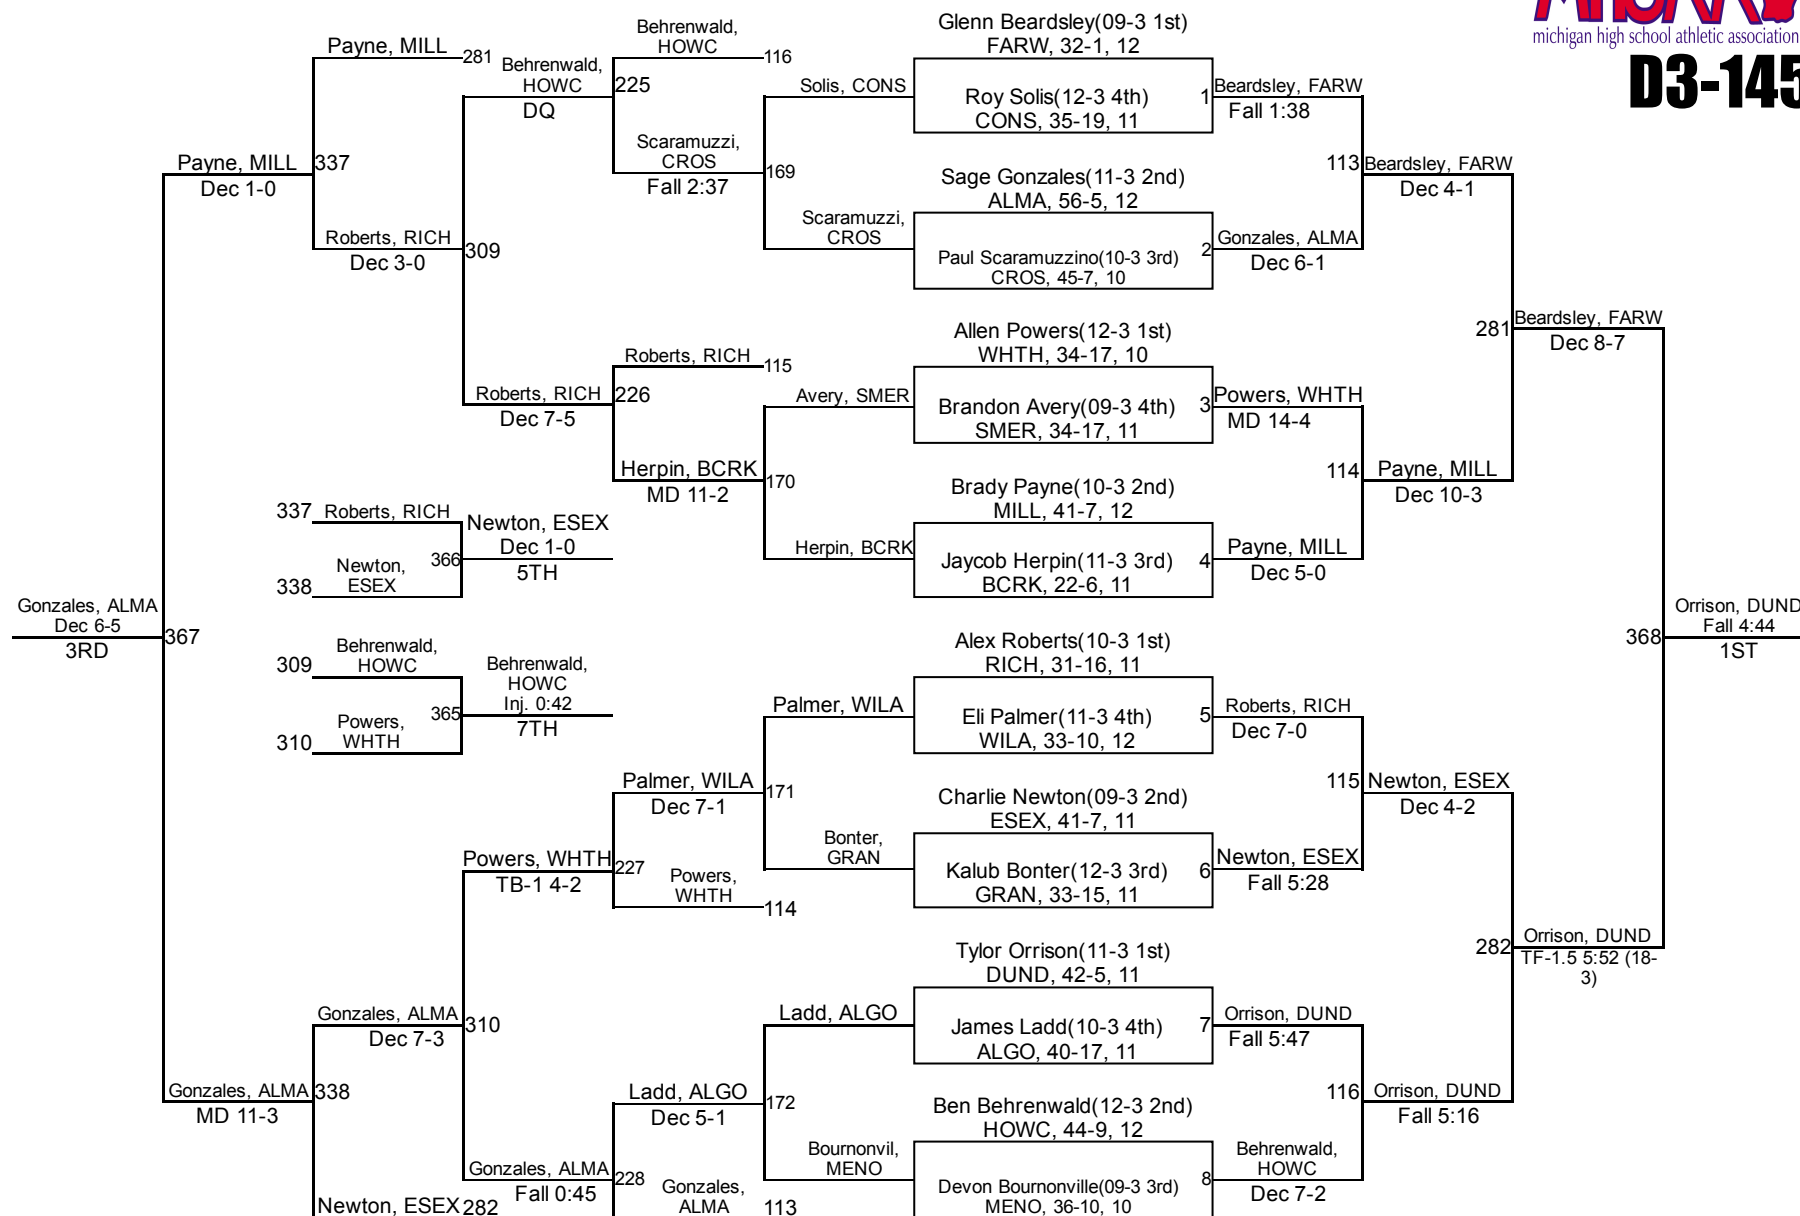 MHSAA
michigan high school athletic association
D3-145
Payne, MILL
281
Behrenwald,
HOWC
DQ
225
Behrenwald,
HOWC
116
Scaramuzzi,
CROS
Fall 2:37
169
Solis, CONS
Scaramuzzi,
CROS
Payne, MILL
Dec 1-0
337
Roberts, RICH
Dec 3-0
309
Roberts, RICH
Dec 7-5
226
Roberts, RICH
115
Herpin, BCRK
MD 11-2
170
Avery, SMER
Herpin, BCRK
337
Roberts, RICH
338
Newton,
ESEX
366
Newton, ESEX
Dec 1-0
5TH
Gonzales, ALMA
Dec 6-5
3RD
367
309
Behrenwald,
HOWC
310
Powers,
WHTH
365
Behrenwald,
HOWC
Inj. 0:42
7TH
Palmer, WILA
Bonter,
GRAN
Palmer, WILA
Dec 7-1
171
Powers, WHTH
TB-1 4-2
227
Powers,
WHTH
114
Gonzales, ALMA
Dec 7-3
310
Gonzales, ALMA
MD 11-3
338
Newton, ESEX
282
Gonzales, ALMA
Fall 0:45
228
Ladd, ALGO
Dec 5-1
172
Gonzales,
ALMA
113
Ladd, ALGO
Bournonvil,
MENO
Glenn Beardsley(09-3 1st)
FARW, 32-1, 12
Roy Solis(12-3 4th)
CONS, 35-19, 11
1
Beardsley, FARW
Fall 1:38
Sage Gonzales(11-3 2nd)
ALMA, 56-5, 12
Paul Scaramuzzino(10-3 3rd)
CROS, 45-7, 10
2
Gonzales, ALMA
Dec 6-1
113
Beardsley, FARW
Dec 4-1
Allen Powers(12-3 1st)
WHTH, 34-17, 10
Brandon Avery(09-3 4th)
SMER, 34-17, 11
3
Powers, WHTH
MD 14-4
Brady Payne(10-3 2nd)
MILL, 41-7, 12
Jaycob Herpin(11-3 3rd)
BCRK, 22-6, 11
4
Payne, MILL
Dec 5-0
114
Payne, MILL
Dec 10-3
281
Beardsley, FARW
Dec 8-7
Alex Roberts(10-3 1st)
RICH, 31-16, 11
Eli Palmer(11-3 4th)
WILA, 33-10, 12
5
Roberts, RICH
Dec 7-0
Charlie Newton(09-3 2nd)
ESEX, 41-7, 11
Kalub Bonter(12-3 3rd)
GRAN, 33-15, 11
6
Newton, ESEX
Fall 5:28
115
Newton, ESEX
Dec 4-2
Tylor Orrison(11-3 1st)
DUND, 42-5, 11
James Ladd(10-3 4th)
ALGO, 40-17, 11
7
Orrison, DUND
Fall 5:47
Ben Behrenwald(12-3 2nd)
HOWC, 44-9, 12
Devon Bournonville(09-3 3rd)
MENO, 36-10, 10
8
Behrenwald,
HOWC
Dec 7-2
116
Orrison, DUND
Fall 5:16
282
Orrison, DUND
TF-1.5 5:52 (18-
3)
368
Orrison, DUND
Fall 4:44
1ST